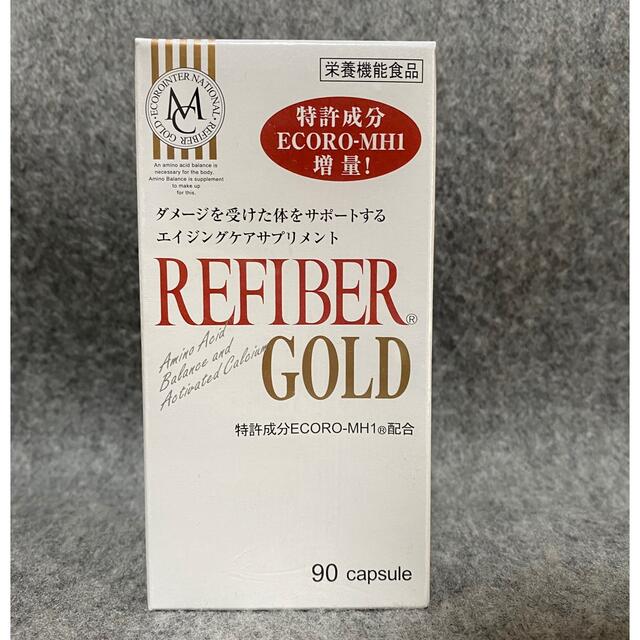 栄養機能食品
ECOROINTERNATIONAL・REFIBER GOLD・
MC
An amino acid balance is
necessary for the body.
Amino Balance is supplement
to make up
for this.
特許成分
ECORO-MH1
増量!
ダメージを受けた体をサポートする
エイジングケアサプリメント
REFIBER®
Amino Acid
Balance and
Activated Calcium
GOLD
特許成分ECORO-MH1®配合
90 capsule